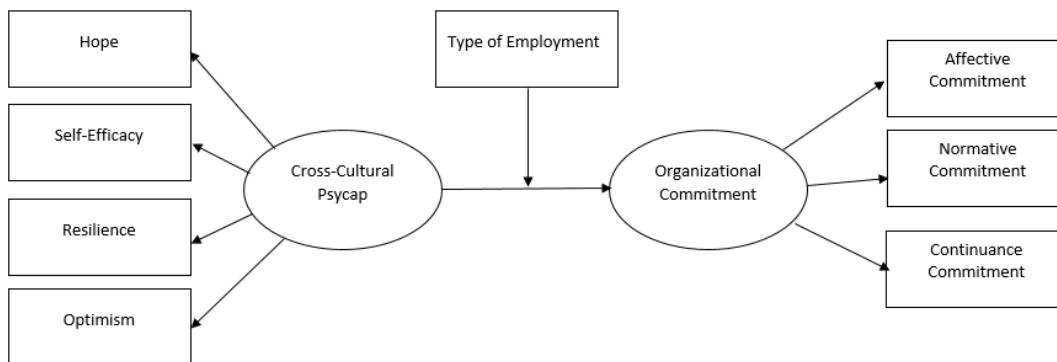 Hope
Self-Efficacy
Resilience
Optimism
Cross-Cultural
Psycap
Type of Employment
Organizational
Commitment
Affective
Commitment
Normative
Commitment
Continuance
Commitment